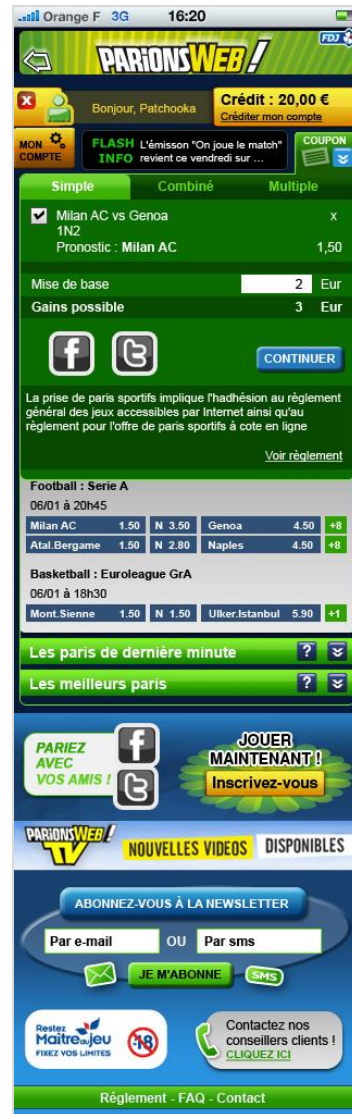 Orange F 3G 16:20
FDJ
PARIONS WEB !
Bonjour, Patchooka
Crédit : 20,00 €
Créditer mon compte
MON COMPTE
FLASH INFO
L'émisson "On joue le match" revient ce vendredi sur ...
COUPON
Simple Combiné Multiple
Milan AC vs Genoa x
1N2
Pronostic : Milan AC 1,50
Mise de base 2 Eur
Gains possible 3 Eur
CONTINUER
La prise de paris sportifs implique l'hadhésion au règlement
général des jeux accessibles par Internet ainsi qu'au
règlement pour l'offre de paris sportifs à cote en ligne
Voir règlement
Football : Serie A
06/01 à 20h45
Milan AC 1.50 N 3.50 Genoa 4.50 +8
Atal.Bergame 1.50 N 2.80 Naples 4.50 +8
Basketball : Euroleague GrA
06/01 à 18h30
Mont.Sienne 1.50 N 1.50 Ulker.Istanbul 5.90 +1
Les paris de dernière minute ?
Les meilleurs paris ?
PARIEZ
AVEC
VOS AMIS !
JOUER
MAINTENANT !
Inscrivez-vous
PARIONS WEB !
TV
NOUVELLES VIDEOS DISPONIBLES
ABONNEZ-VOUS À LA NEWSLETTER
Par e-mail OU Par sms
JE M'ABONNE SMS
Restez
Maitre du jeu
FIXEZ VOS LIMITES
-18
Contactez nos
conseillers clients !
CLIQUEZ ICI
Réglement - FAQ - Contact